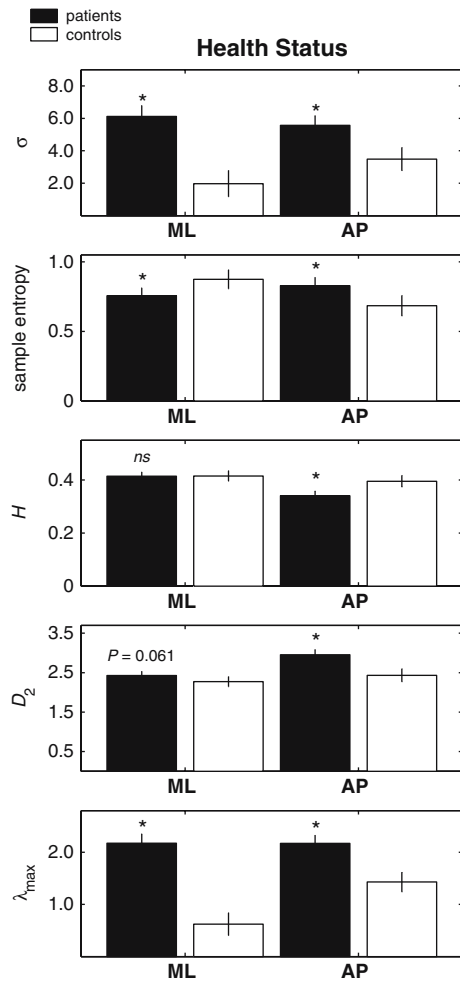 patients
controls
Health Status
σ
8.0
6.0
4.0
2.0
* *
ML AP
sample entropy
1.0
0.5
0
* *
ML AP
H
0.4
0.2
0
ns *
ML AP
D2
3.5
2.5
1.5
0.5
P = 0.061 *
ML AP
λmax
2.0
1.0
* *
ML AP